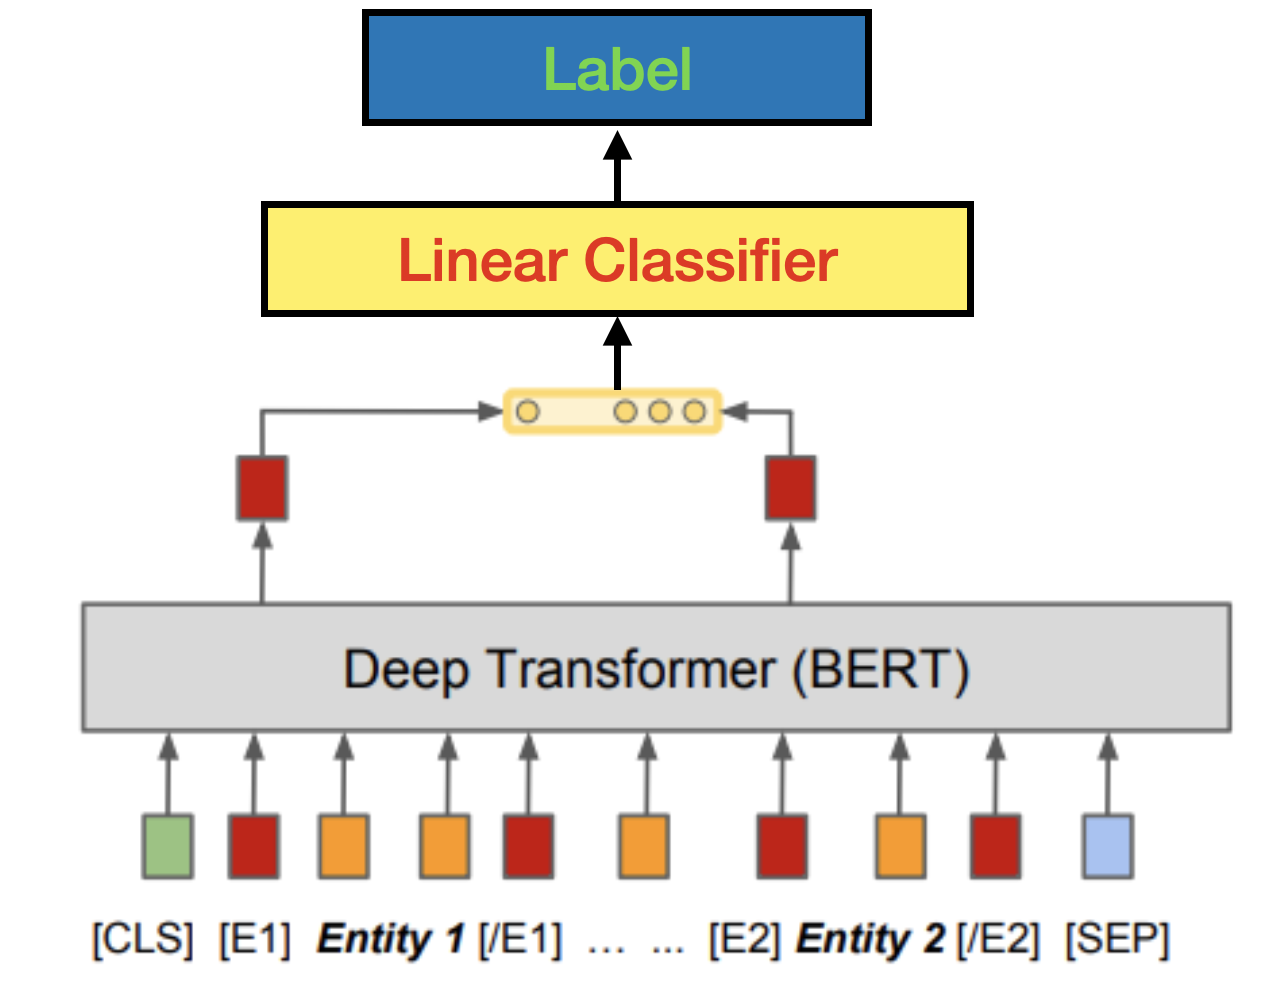 Label
Linear Classifier
Deep Transformer (BERT)
[CLS] [E1] Entity 1 [/E1] ... ... [E2] Entity 2 [/E2] [SEP]